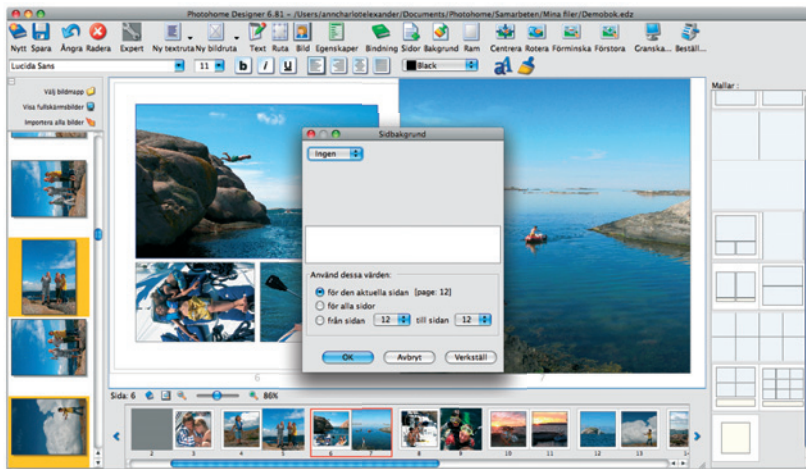 Photohome Designer 6.81 – /Users/anncharlotelexander/Documents/Photohome/Samarbeten/Mina filer/Demobok.edz
Nytt Spara Ångra Radera Expert Ny textruta Ny bildruta Text Ruta Bild Egenskaper Bindning Sidor Bakgrund Ram Centrera Rotera Förminska Förstora Granska... Beställ...
Lucida Sans 11 b i u Black a A
Välj bildmapp
Visa fullskärmsbilder
Importera alla bilder
Mallar :
Sidbakgrund
Ingen
Använd dessa värden:
för den aktuella sidan [page: 12]
för alla sidor
från sidan 12 till sidan 12
OK Avbryt Verkställ
6 7
Sida: 6 86%
2 3 4 5 6 7 8 9 10 11 12 13